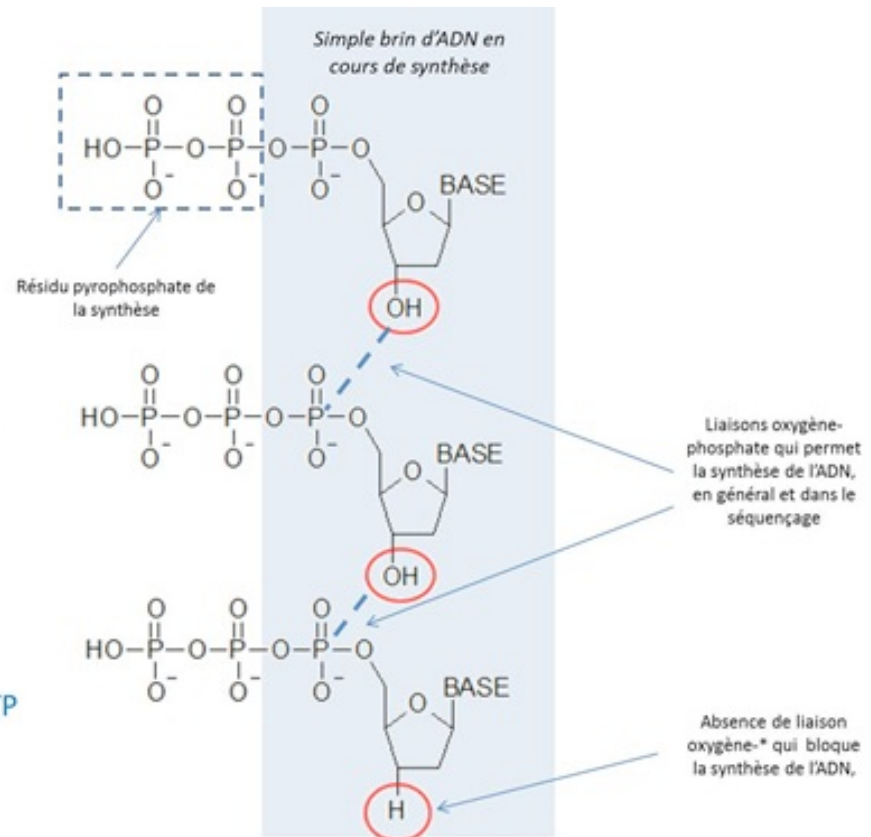 Simple brin d'ADN en
cours de synthèse
O O O
HO–P–O–P–O–P–O
O⁻ O⁻ O⁻
BASE
O
OH
Résidu pyrophosphate de
la synthèse
O O O
HO–P–O–P–O–P–O
O⁻ O⁻ O⁻
BASE
O
OH
Liaisons oxygène-
phosphate qui permet
la synthèse de l'ADN,
en général et dans le
séquençage
O O O
HO–P–O–P–O–P–O
O⁻ O⁻ O⁻
BASE
O
H
Absence de liaison
oxygène-* qui bloque
la synthèse de l'ADN,